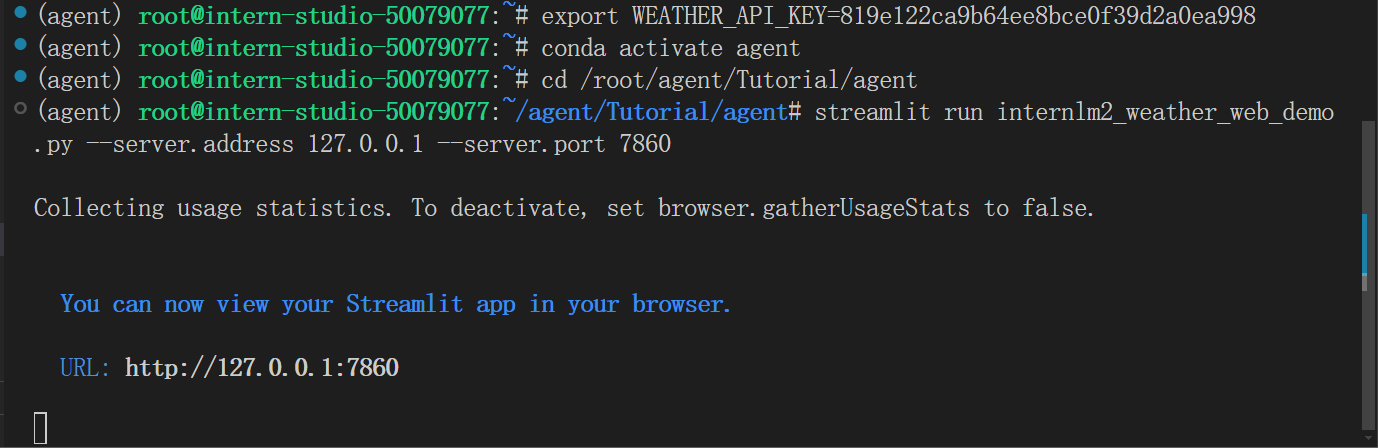 (agent) root@intern-studio-50079077:~# export WEATHER_API_KEY=819e122ca9b64ee8bce0f39d2a0ea998
(agent) root@intern-studio-50079077:~# conda activate agent
(agent) root@intern-studio-50079077:~# cd /root/agent/Tutorial/agent
(agent) root@intern-studio-50079077:~/agent/Tutorial/agent# streamlit run internlm2_weather_web_demo
.py --server.address 127.0.0.1 --server.port 7860
Collecting usage statistics. To deactivate, set browser.gatherUsageStats to false.
You can now view your Streamlit app in your browser.
URL: http://127.0.0.1:7860